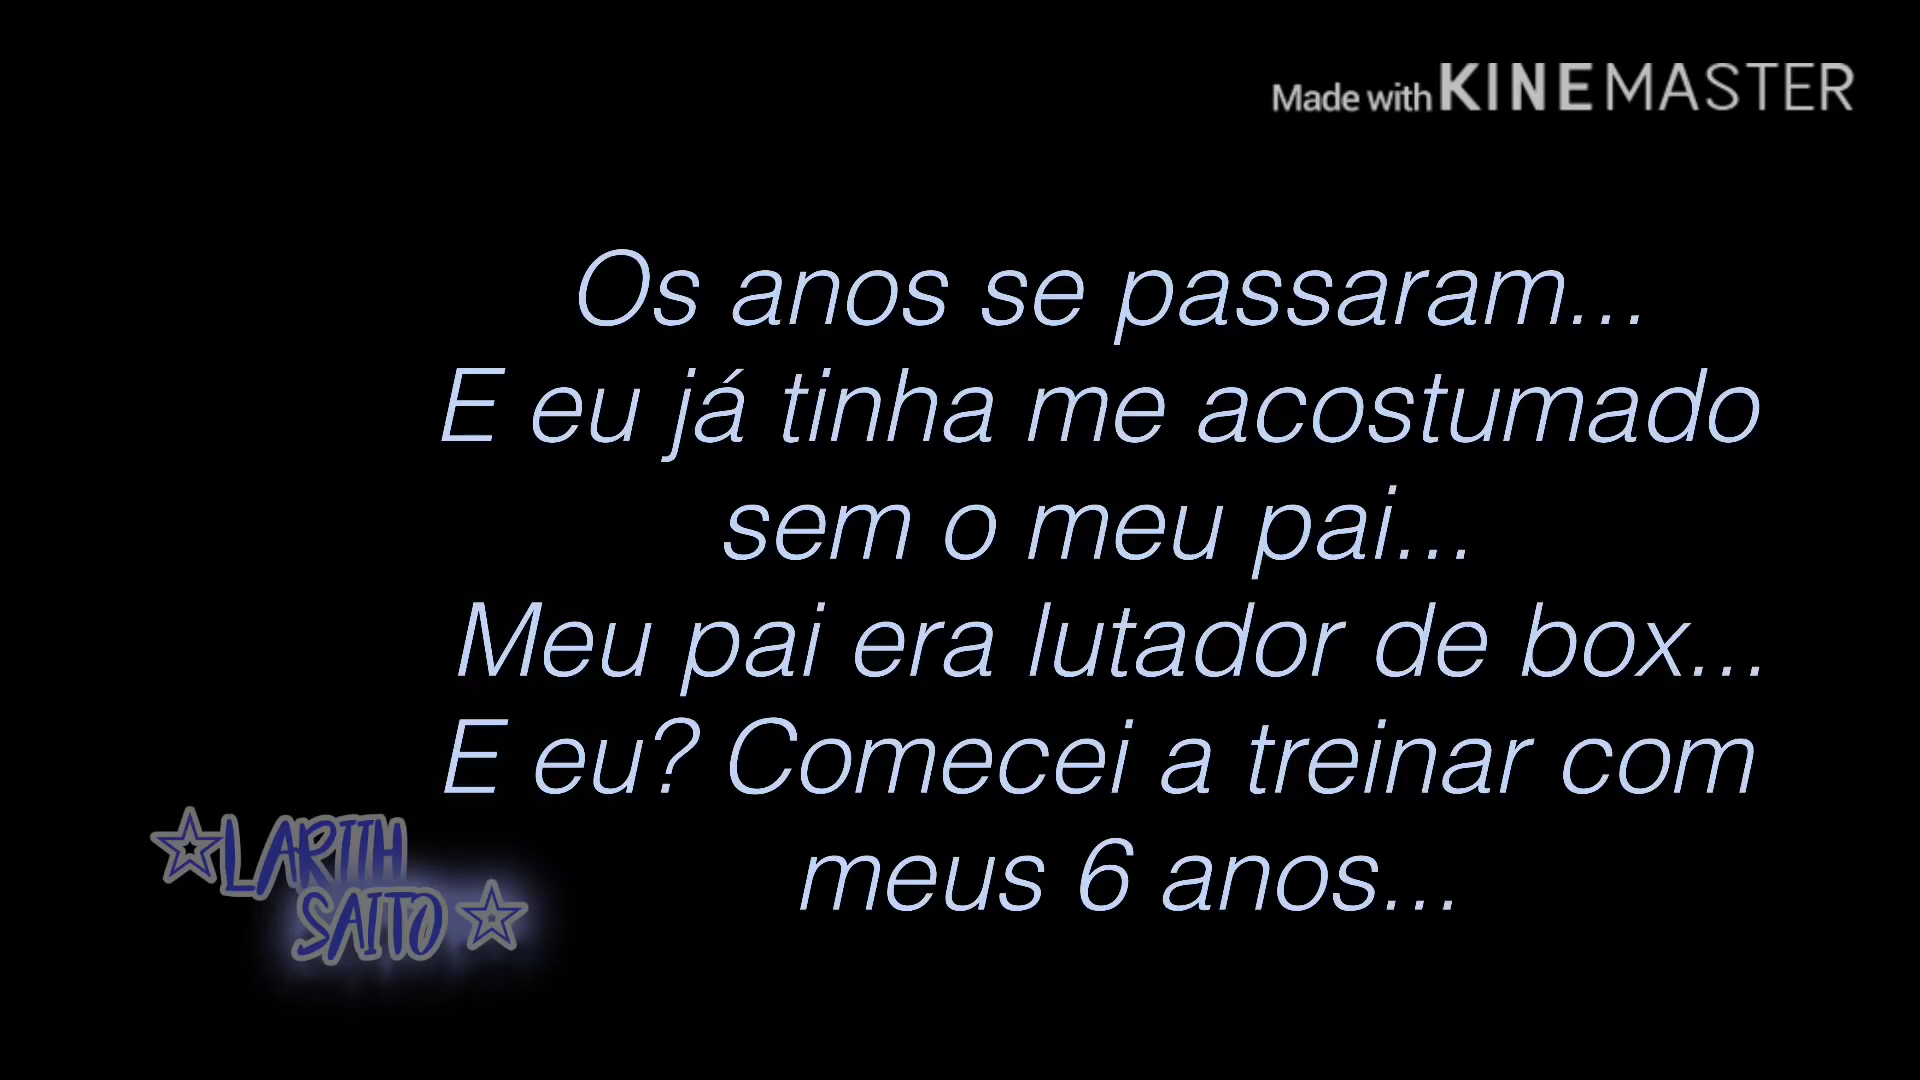 Made with KINEMASTER
Os anos se passaram...
E eu já tinha me acostumado
sem o meu pai...
Meu pai era lutador de box...
E eu? Comecei a treinar com
meus 6 anos...
☆LARITH
SAITO☆